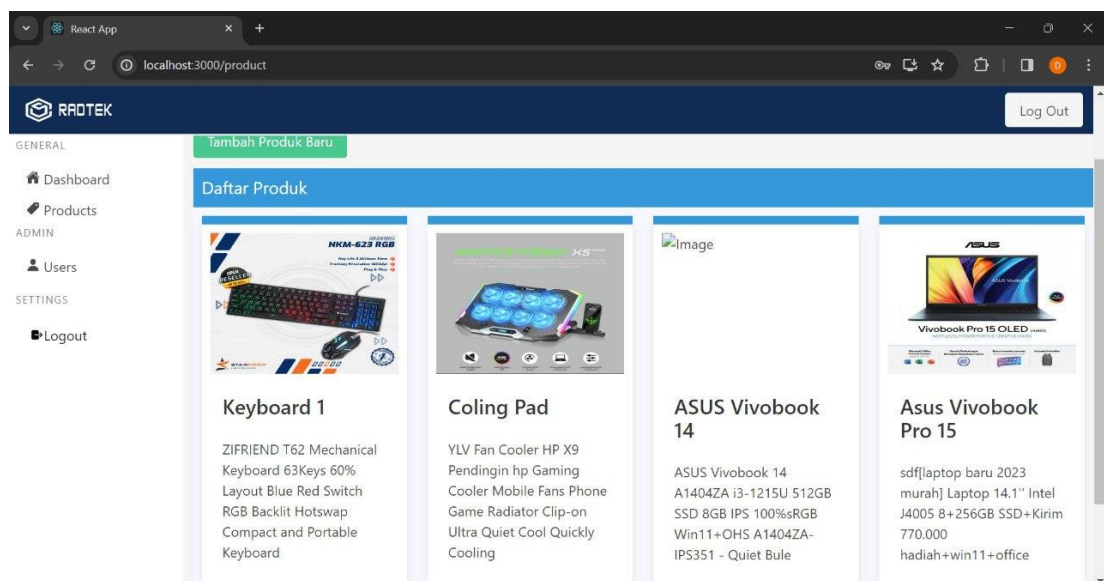 React App
localhost:3000/product
D
RADTEK
Log Out
GENERAL
Dashboard
Products
ADMIN
Users
SETTINGS
Logout
Tambah Produk Baru
Daftar Produk
NKM-623 RGB
Keyboard 1
ZIFRIEND T62 Mechanical
Keyboard 63Keys 60%
Layout Blue Red Switch
RGB Backlit Hotswap
Compact and Portable
Keyboard
X5
Coling Pad
YLV Fan Cooler HP X9
Pendingin hp Gaming
Cooler Mobile Fans Phone
Game Radiator Clip-on
Ultra Quiet Cool Quickly
Cooling
Image
ASUS Vivobook
14
ASUS Vivobook 14
A1404ZA i3-1215U 512GB
SSD 8GB IPS 100%sRGB
Win11+OHS A1404ZA-
IPS351 - Quiet Bule
ASUS
Vivobook Pro 15 OLED
Asus Vivobook
Pro 15
sdf[laptop baru 2023
murah] Laptop 14.1'' Intel
J4005 8+256GB SSD+Kirim
770.000
hadiah+win11+office